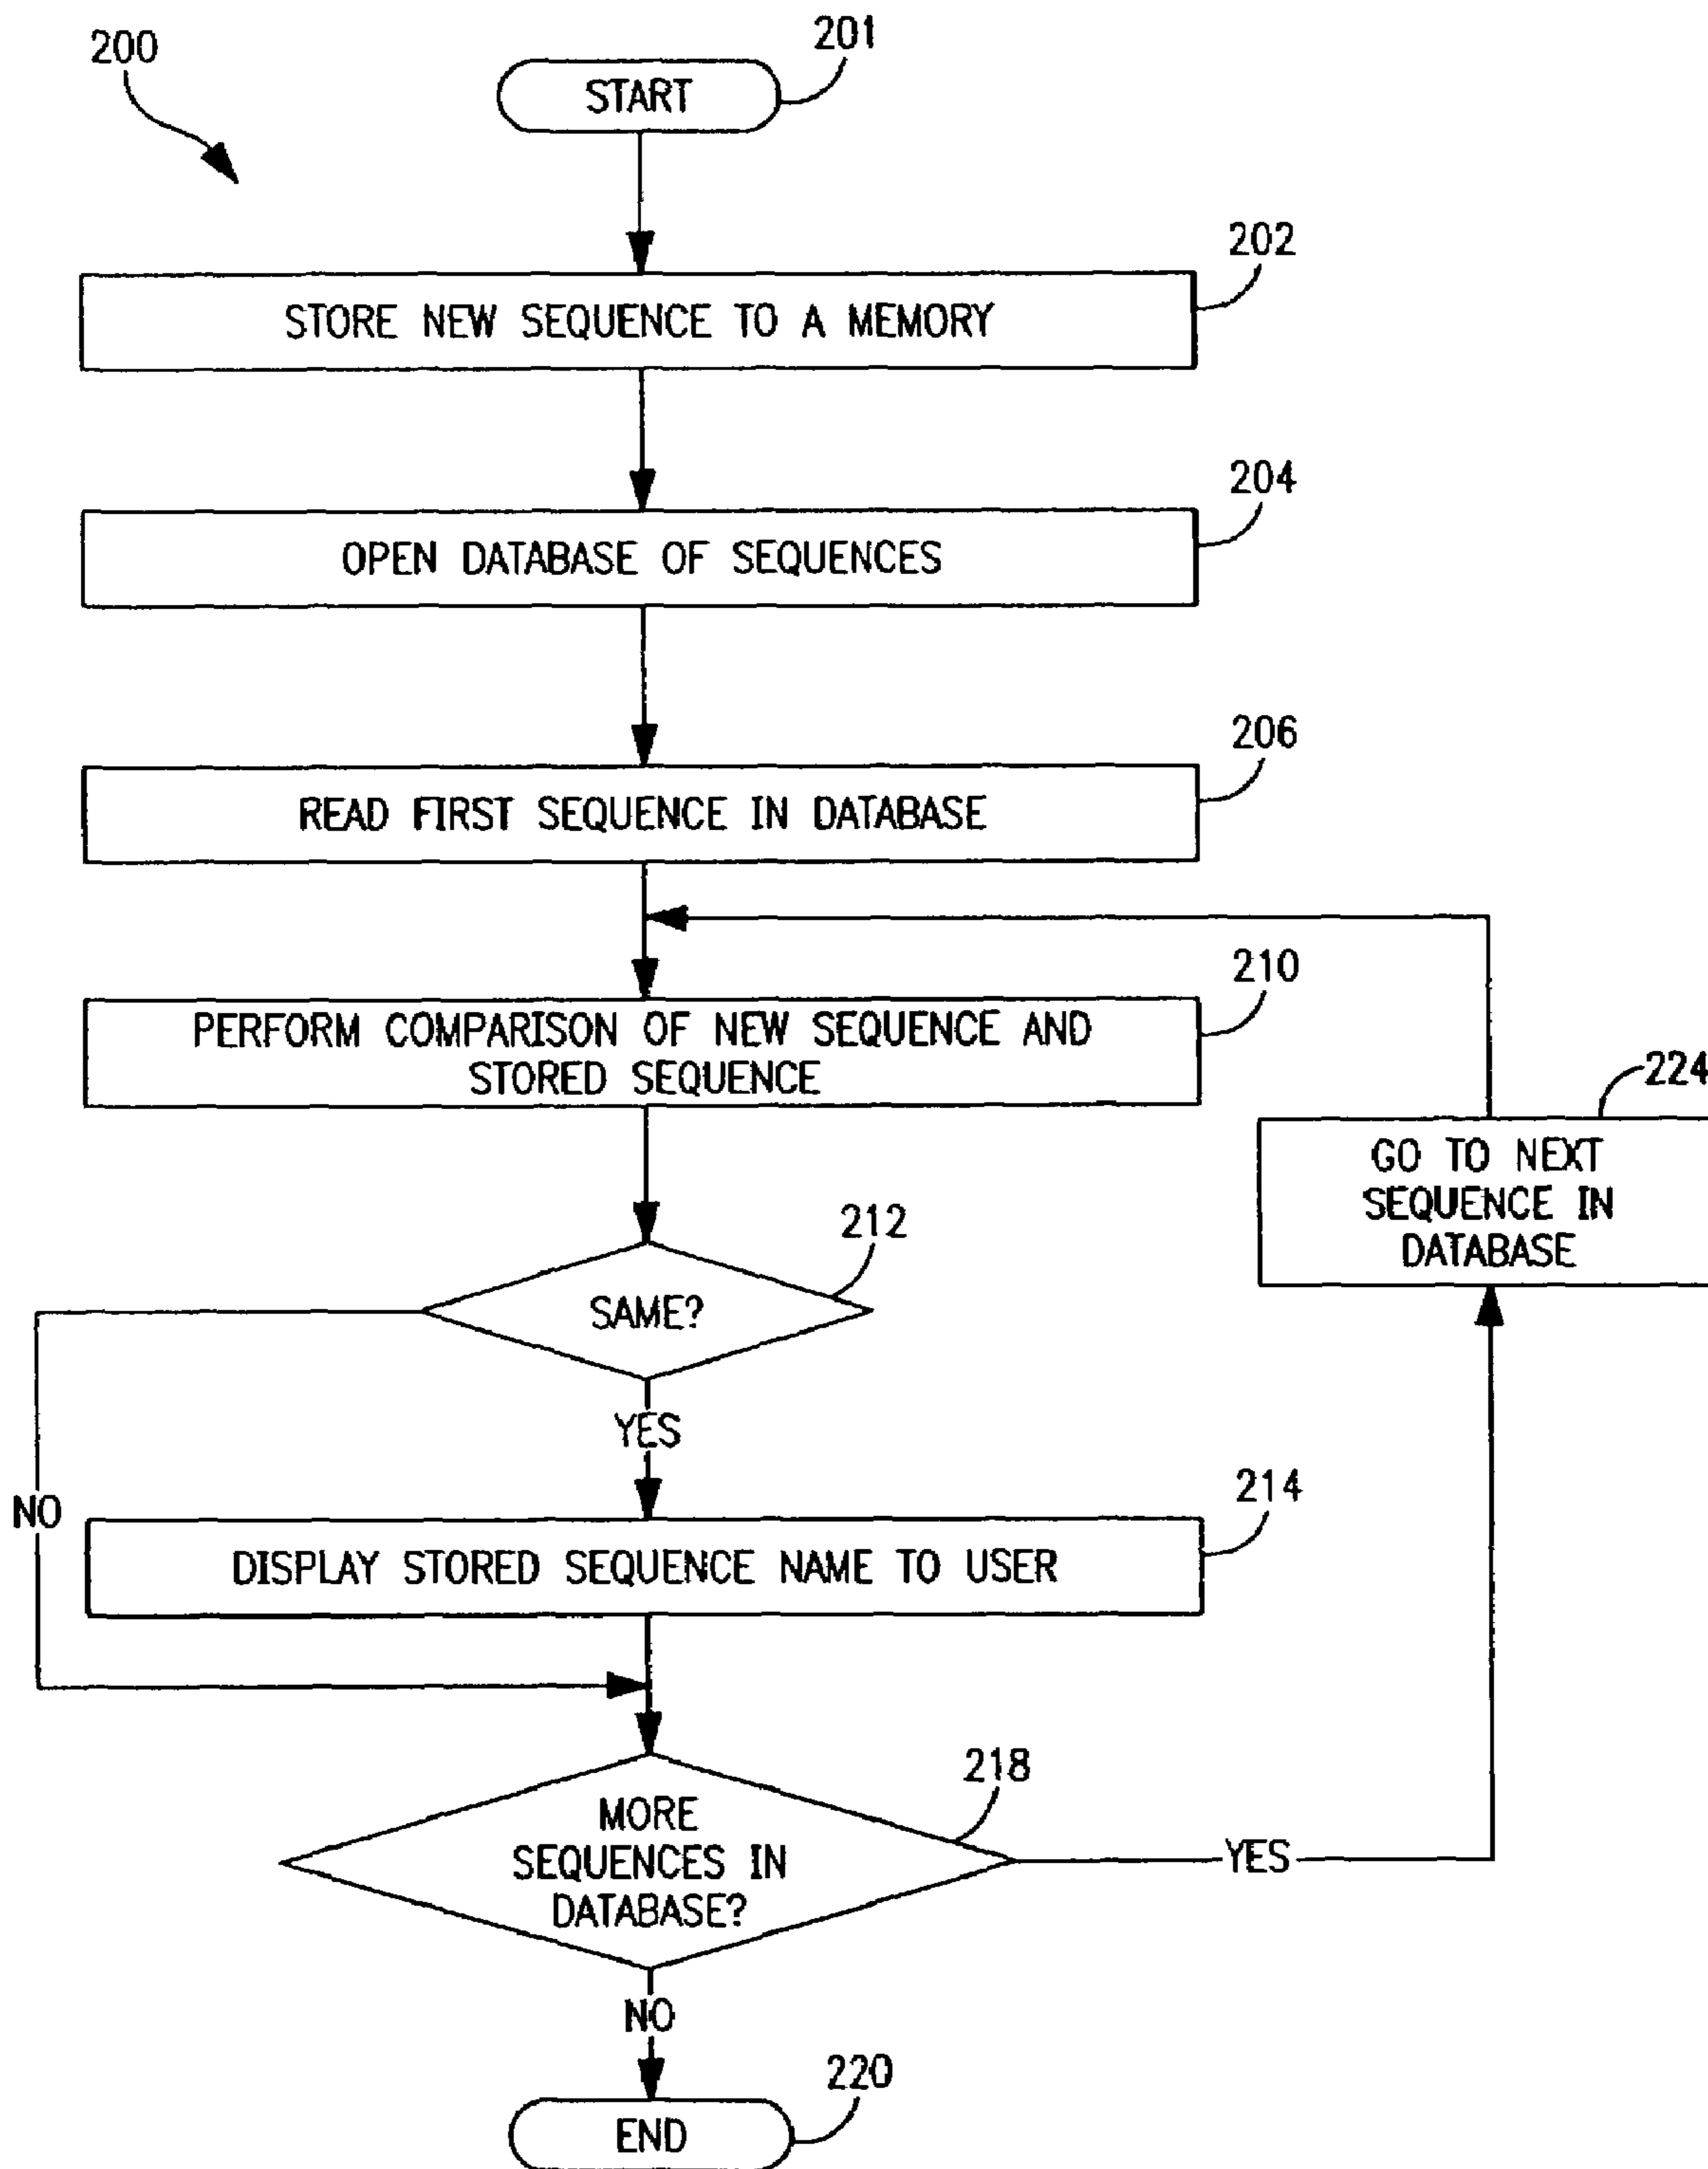 200
201
START
202
STORE NEW SEQUENCE TO A MEMORY
204
OPEN DATABASE OF SEQUENCES
206
READ FIRST SEQUENCE IN DATABASE
210
PERFORM COMPARISON OF NEW SEQUENCE AND
STORED SEQUENCE
224
GO TO NEXT
SEQUENCE IN
DATABASE
212
SAME?
YES
NO
214
DISPLAY STORED SEQUENCE NAME TO USER
218
MORE
SEQUENCES IN
DATABASE?
YES
NO
220
END